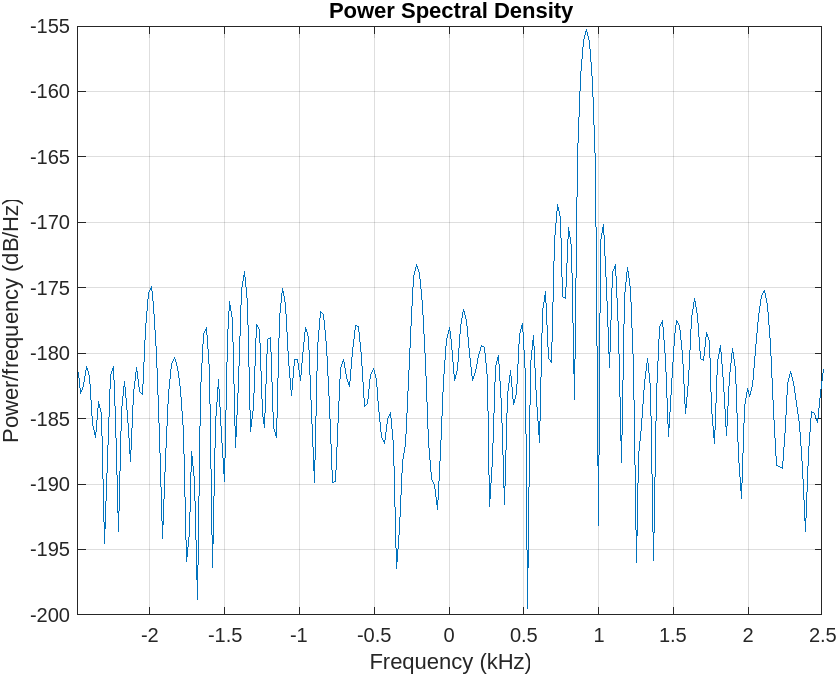 Power Spectral Density
Power/frequency (dB/Hz)
-155
-160
-165
-170
-175
-180
-185
-190
-195
-200
-2 -1.5 -1 -0.5 0 0.5 1 1.5 2 2.5
Frequency (kHz)